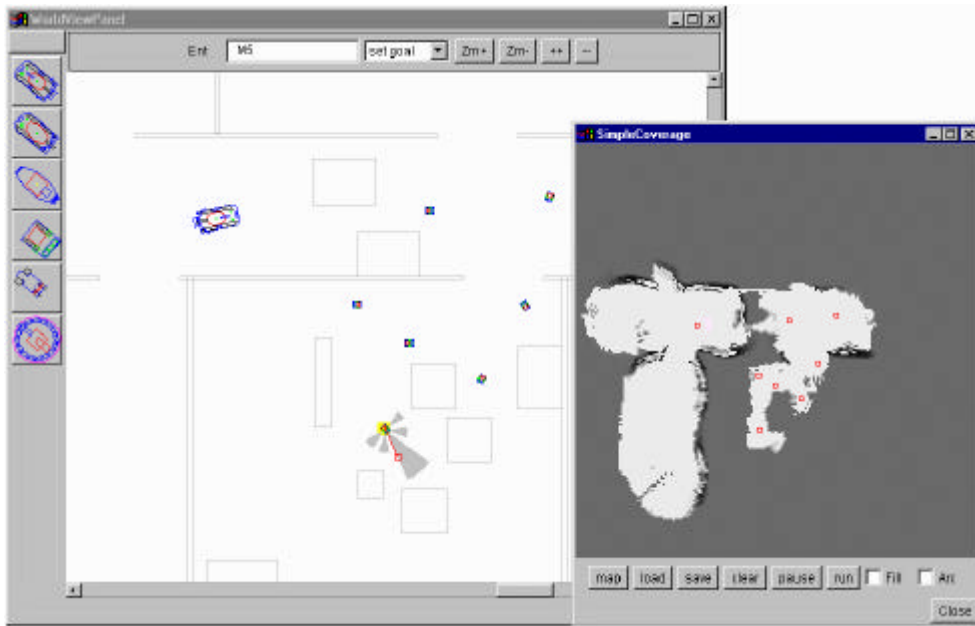 WorldViewPanel
Ent M5 set goal Zm+ Zm- ++ --
SimpleCoverage
map load save clear pause run Fill Arc
Close